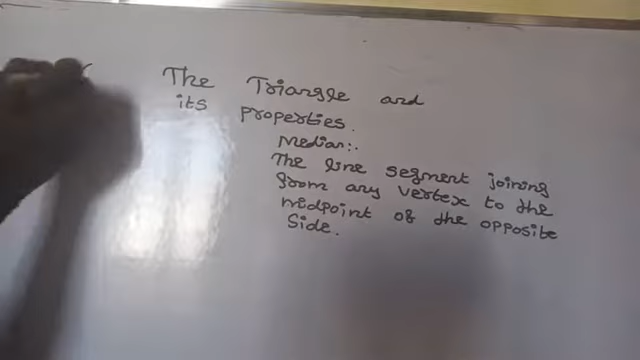 The Triangle and
its properties.
Median:.
The line segment joining
from any vertex to the
midpoint of the opposite
side.